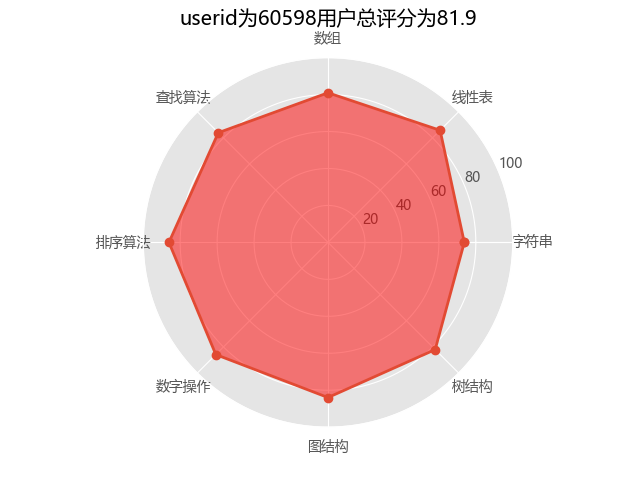 userid为60598用户总评分为81.9
数组
查找算法
线性表
100
80
60
40
20
排序算法
字符串
数字操作
树结构
图结构